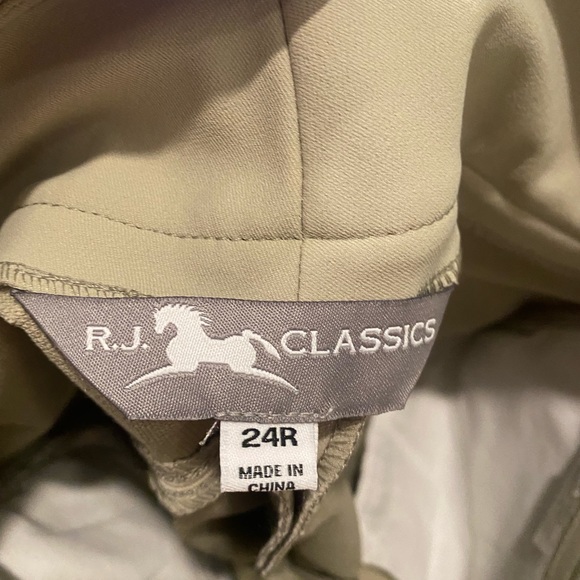 R.J. CLASSICS
24R
MADE IN
CHINA